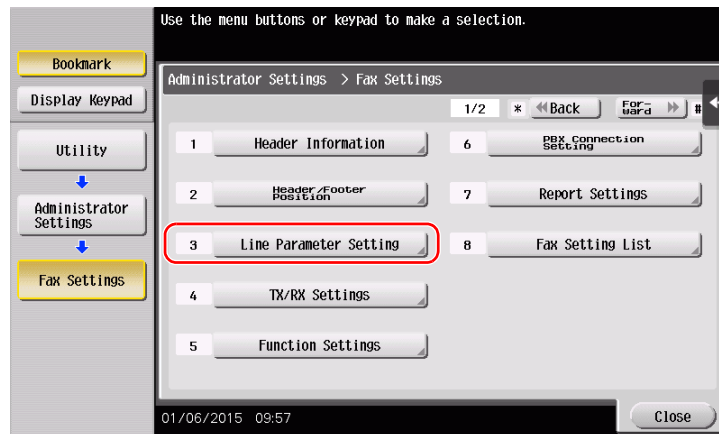 Use the menu buttons or keypad to make a selection.
Bookmark
Display Keypad
Utility
Administrator
Settings
Fax Settings
Administrator Settings > Fax Settings
1/2 * Back For-
ward #
1 Header Information
2 Header/Footer
Position
3 Line Parameter Setting
4 TX/RX Settings
5 Function Settings
6 PBX Connection
Setting
7 Report Settings
8 Fax Setting List
01/06/2015 09:57
Close